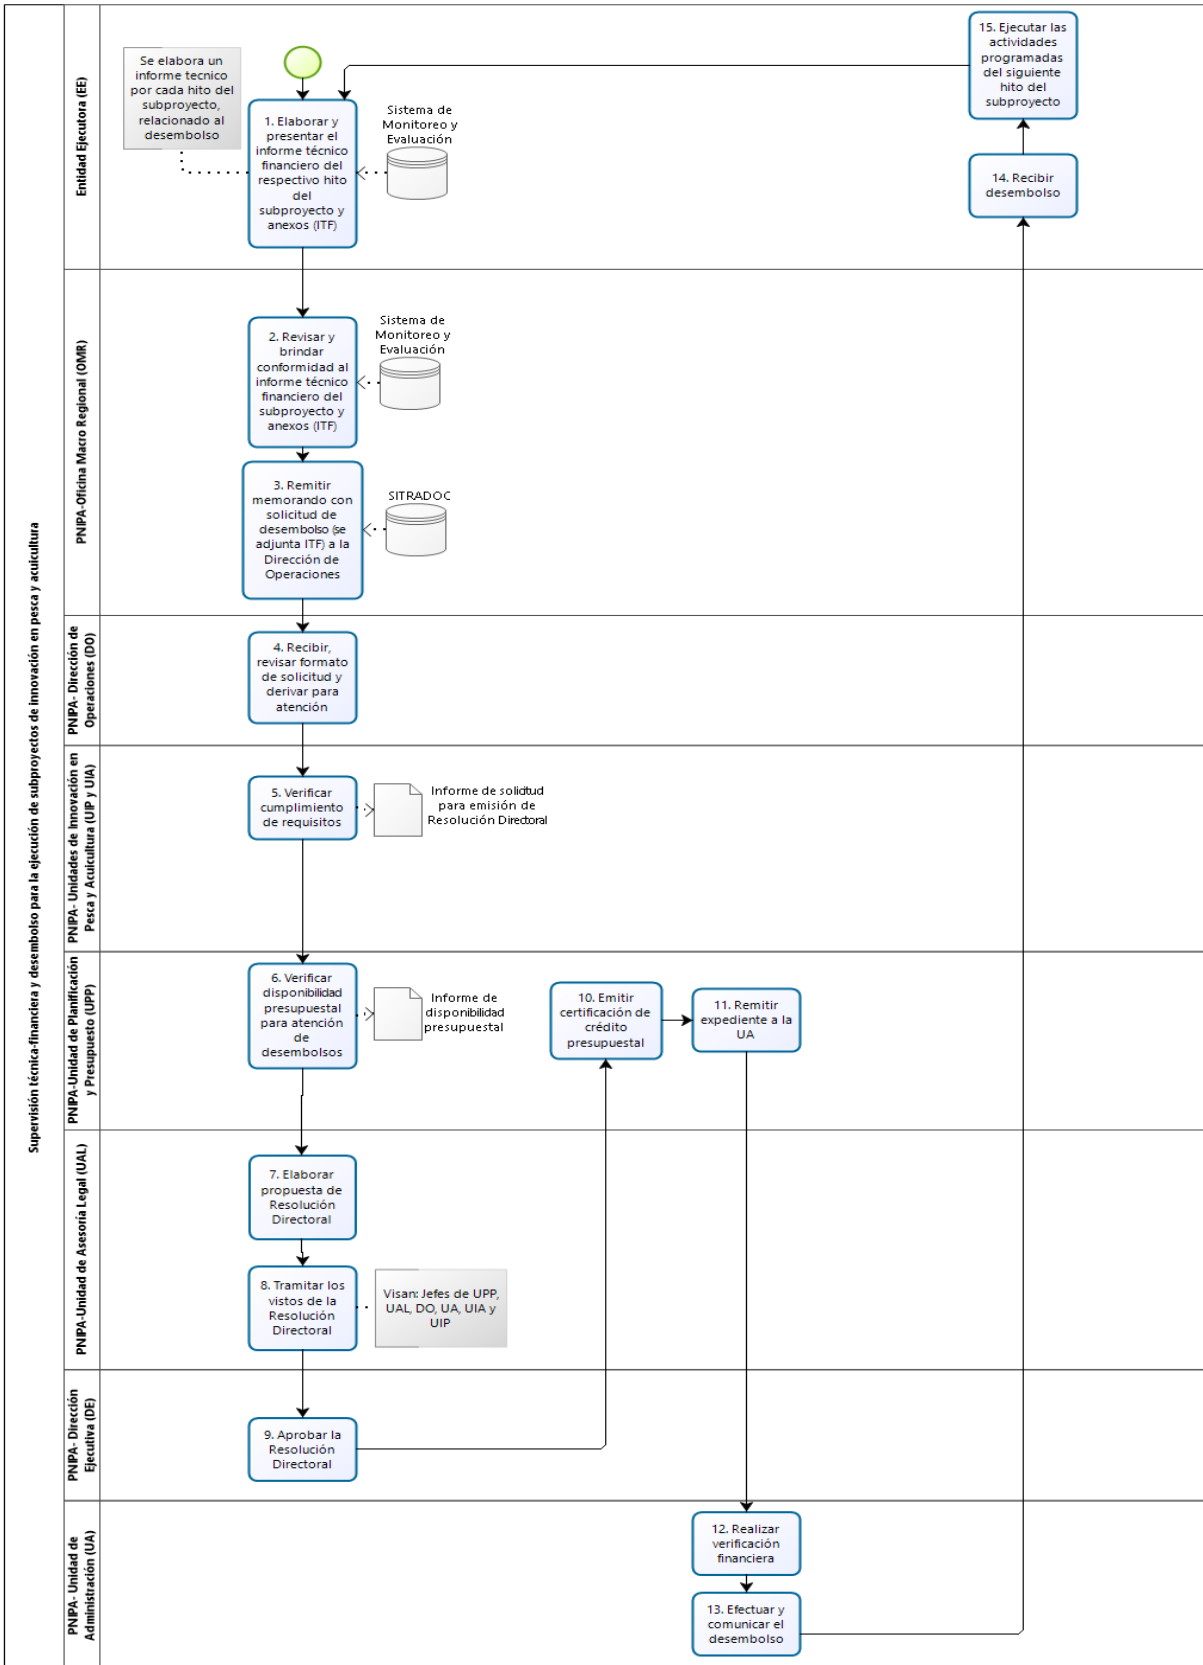 Supervisión técnica-financiera y desembolso para la ejecución de subproyectos de innovación en pesca y acuicultura
Entidad Ejecutora (EE)
Se elabora un
informe tecnico
por cada hito del
subproyecto,
relacionado al
desembolso
1. Elaborar y
presentar el
informe técnico
financiero del
respectivo hito
del
subproyecto y
anexos (ITF)
Sistema de
Monitoreo y
Evaluación
15. Ejecutar las
actividades
programadas
del siguiente
hito del
subproyecto
14. Recibir
desembolso
PNIPA-Oficina Macro Regional (OMR)
2. Revisar y
brindar
conformidad al
informe técnico
financiero del
subproyecto y
anexos (ITF)
Sistema de
Monitoreo y
Evaluación
3. Remitir
memorando con
solicitud de
desembolso (se
adjunta ITF) a la
Dirección de
Operaciones
SITRADOC
PNIPA- Dirección de
Operaciones (DO)
4. Recibir,
revisar formato
de solicitud y
derivar para
atención
PNIPA- Unidades de Innovación en
Pesca y Acuicultura (UIP y UIA)
5. Verificar
cumplimiento
de requisitos
Informe de solicitud
para emisión de
Resolución Directoral
PNIPA-Unidad de Planificación
y Presupuesto (UPP)
6. Verificar
disponibilidad
presupuestal
para atención
de
desembolsos
Informe de
disponibilidad
presupuestal
10. Emitir
certificación de
crédito
presupuestal
11. Remitir
expediente a la
UA
PNIPA-Unidad de Asesoría Legal (UAL)
7. Elaborar
propuesta de
Resolución
Directoral
8. Tramitar los
vistos de la
Resolución
Directoral
Visan: Jefes de UPP,
UAL, DO, UA, UIA y
UIP
PNIPA- Dirección
Ejecutiva (DE)
9. Aprobar la
Resolución
Directoral
PNIPA- Unidad de
Administración (UA)
12. Realizar
verificación
financiera
13. Efectuar y
comunicar el
desembolso